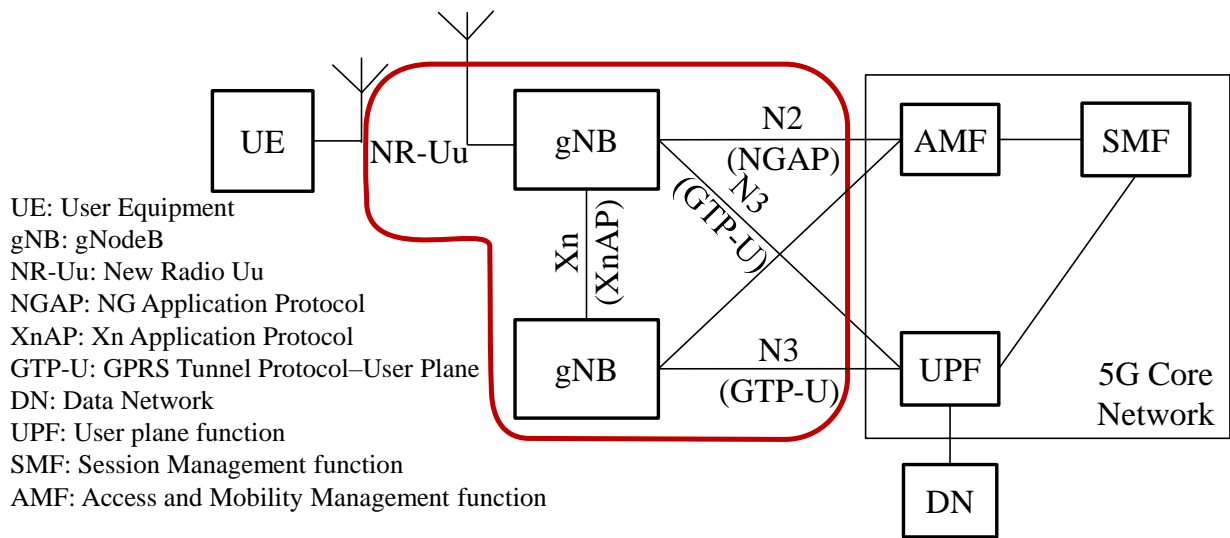 UE
NR-Uu
gNB
N2
(NGAP)
N3
(GTP-U)
AMF
SMF
UE: User Equipment
gNB: gNodeB
NR-Uu: New Radio Uu
NGAP: NG Application Protocol
XnAP: Xn Application Protocol
GTP-U: GPRS Tunnel Protocol–User Plane
DN: Data Network
UPF: User plane function
SMF: Session Management function
AMF: Access and Mobility Management function
Xn
(XnAP)
gNB
N3
(GTP-U)
UPF
5G Core
Network
DN